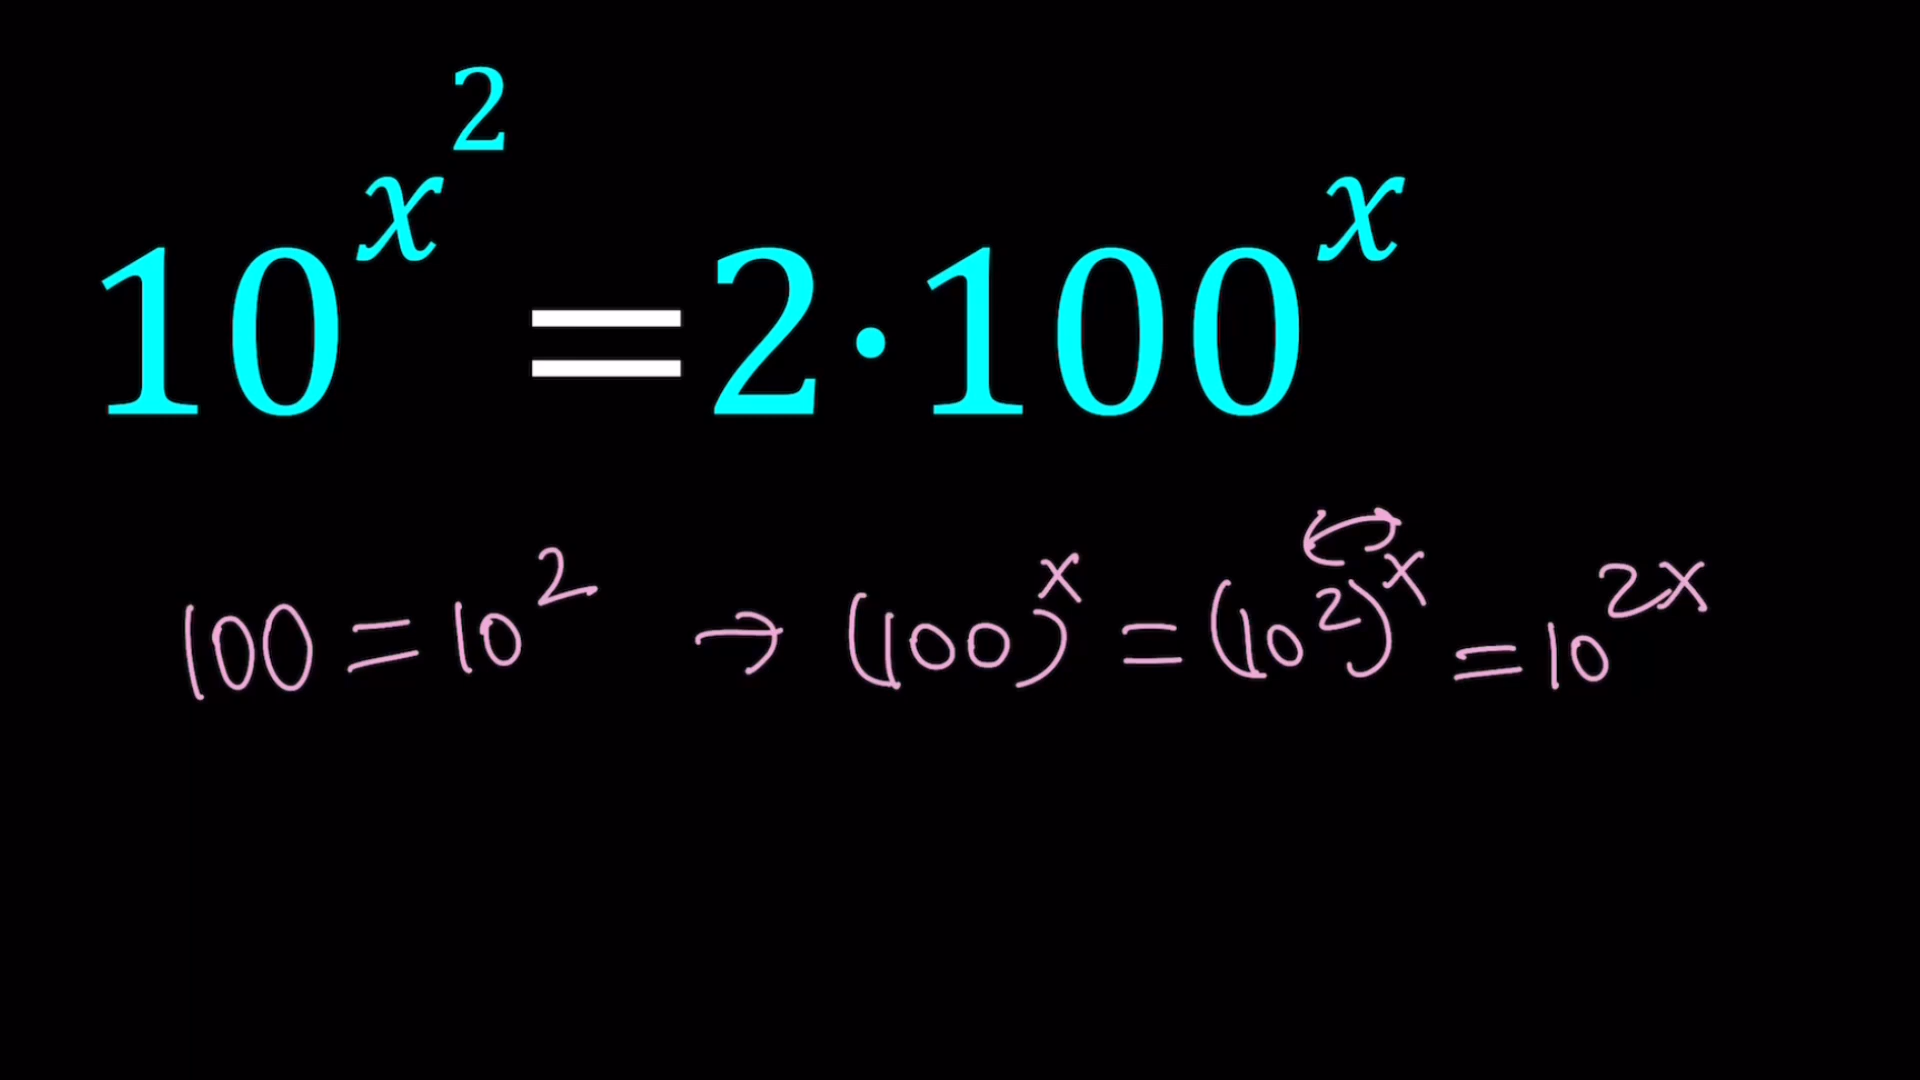 10^{x^2} = 2·100^x
100 = 10^2 → (100)^x = (10^2)^x = 10^{2x}